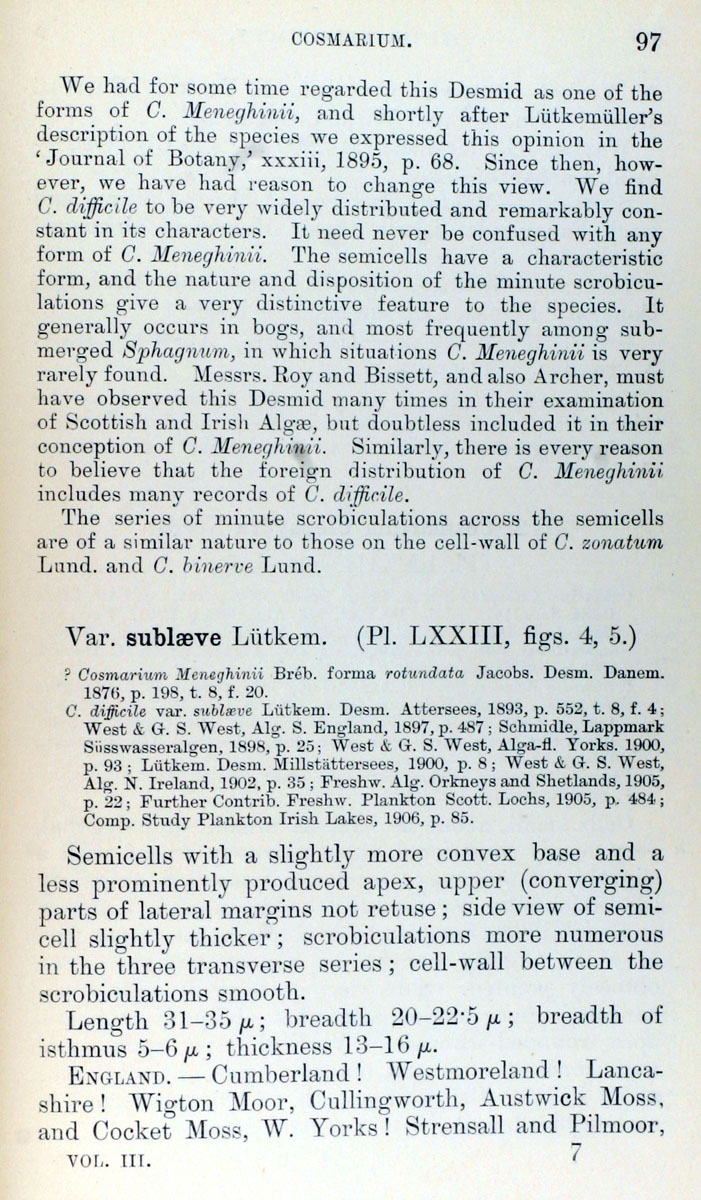 COSMARIUM. 97
We had for some time regarded this Desmid as one of the
forms of C. Meneghinii, and shortly after Lütkemüller's
description of the species we expressed this opinion in the
'Journal of Botany,' xxxiii, 1895, p. 68. Since then, how-
ever, we have had reason to change this view. We find
C. difficile to be very widely distributed and remarkably con-
stant in its characters. It need never be confused with any
form of C. Meneghinii. The semicells have a characteristic
form, and the nature and disposition of the minute scrobicu-
lations give a very distinctive feature to the species. It
generally occurs in bogs, and most frequently among sub-
merged Sphagnum, in which situations C. Meneghinii is very
rarely found. Messrs. Roy and Bissett, and also Archer, must
have observed this Desmid many times in their examination
of Scottish and Irish Algæ, but doubtless included it in their
conception of C. Meneghinii. Similarly, there is every reason
to believe that the foreign distribution of C. Meneghinii
includes many records of C. difficile.
The series of minute scrobiculations across the semicells
are of a similar nature to those on the cell-wall of C. zonatum
Lund. and C. binerve Lund.
Var. sublæve Lütkem. (Pl. LXXIII, figs. 4, 5.)
? Cosmarium Meneghinii Bréb. forma rotundata Jacobs. Desm. Danem.
1876, p. 198, t. 8, f. 20.
C. difficile var. sublæve Lütkem. Desm. Attersees, 1893, p. 552, t. 8, f. 4;
West & G. S. West, Alg. S. England, 1897, p. 487; Schmidle, Lappmark
Süsswasseralgen, 1898, p. 25; West & G. S. West, Alga-fl. Yorks. 1900,
p. 93; Lütkem. Desm. Millstättersees, 1900, p. 8; West & G. S. West,
Alg. N. Ireland, 1902, p. 35; Freshw. Alg. Orkneys and Shetlands, 1905,
p. 22; Further Contrib. Freshw. Plankton Scott. Lochs, 1905, p. 484;
Comp. Study Plankton Irish Lakes, 1906, p. 85.
Semicells with a slightly more convex base and a
less prominently produced apex, upper (converging)
parts of lateral margins not retuse; side view of semi-
cell slightly thicker; scrobiculations more numerous
in the three transverse series; cell-wall between the
scrobiculations smooth.
Length 31–35 μ; breadth 20–22·5 μ; breadth of
isthmus 5–6 μ; thickness 13–16 μ.
ENGLAND.—Cumberland! Westmoreland! Lanca-
shire! Wigton Moor, Cullingworth, Austwick Moss,
and Cocket Moss, W. Yorks! Strensall and Pilmoor,
VOL. III. 7